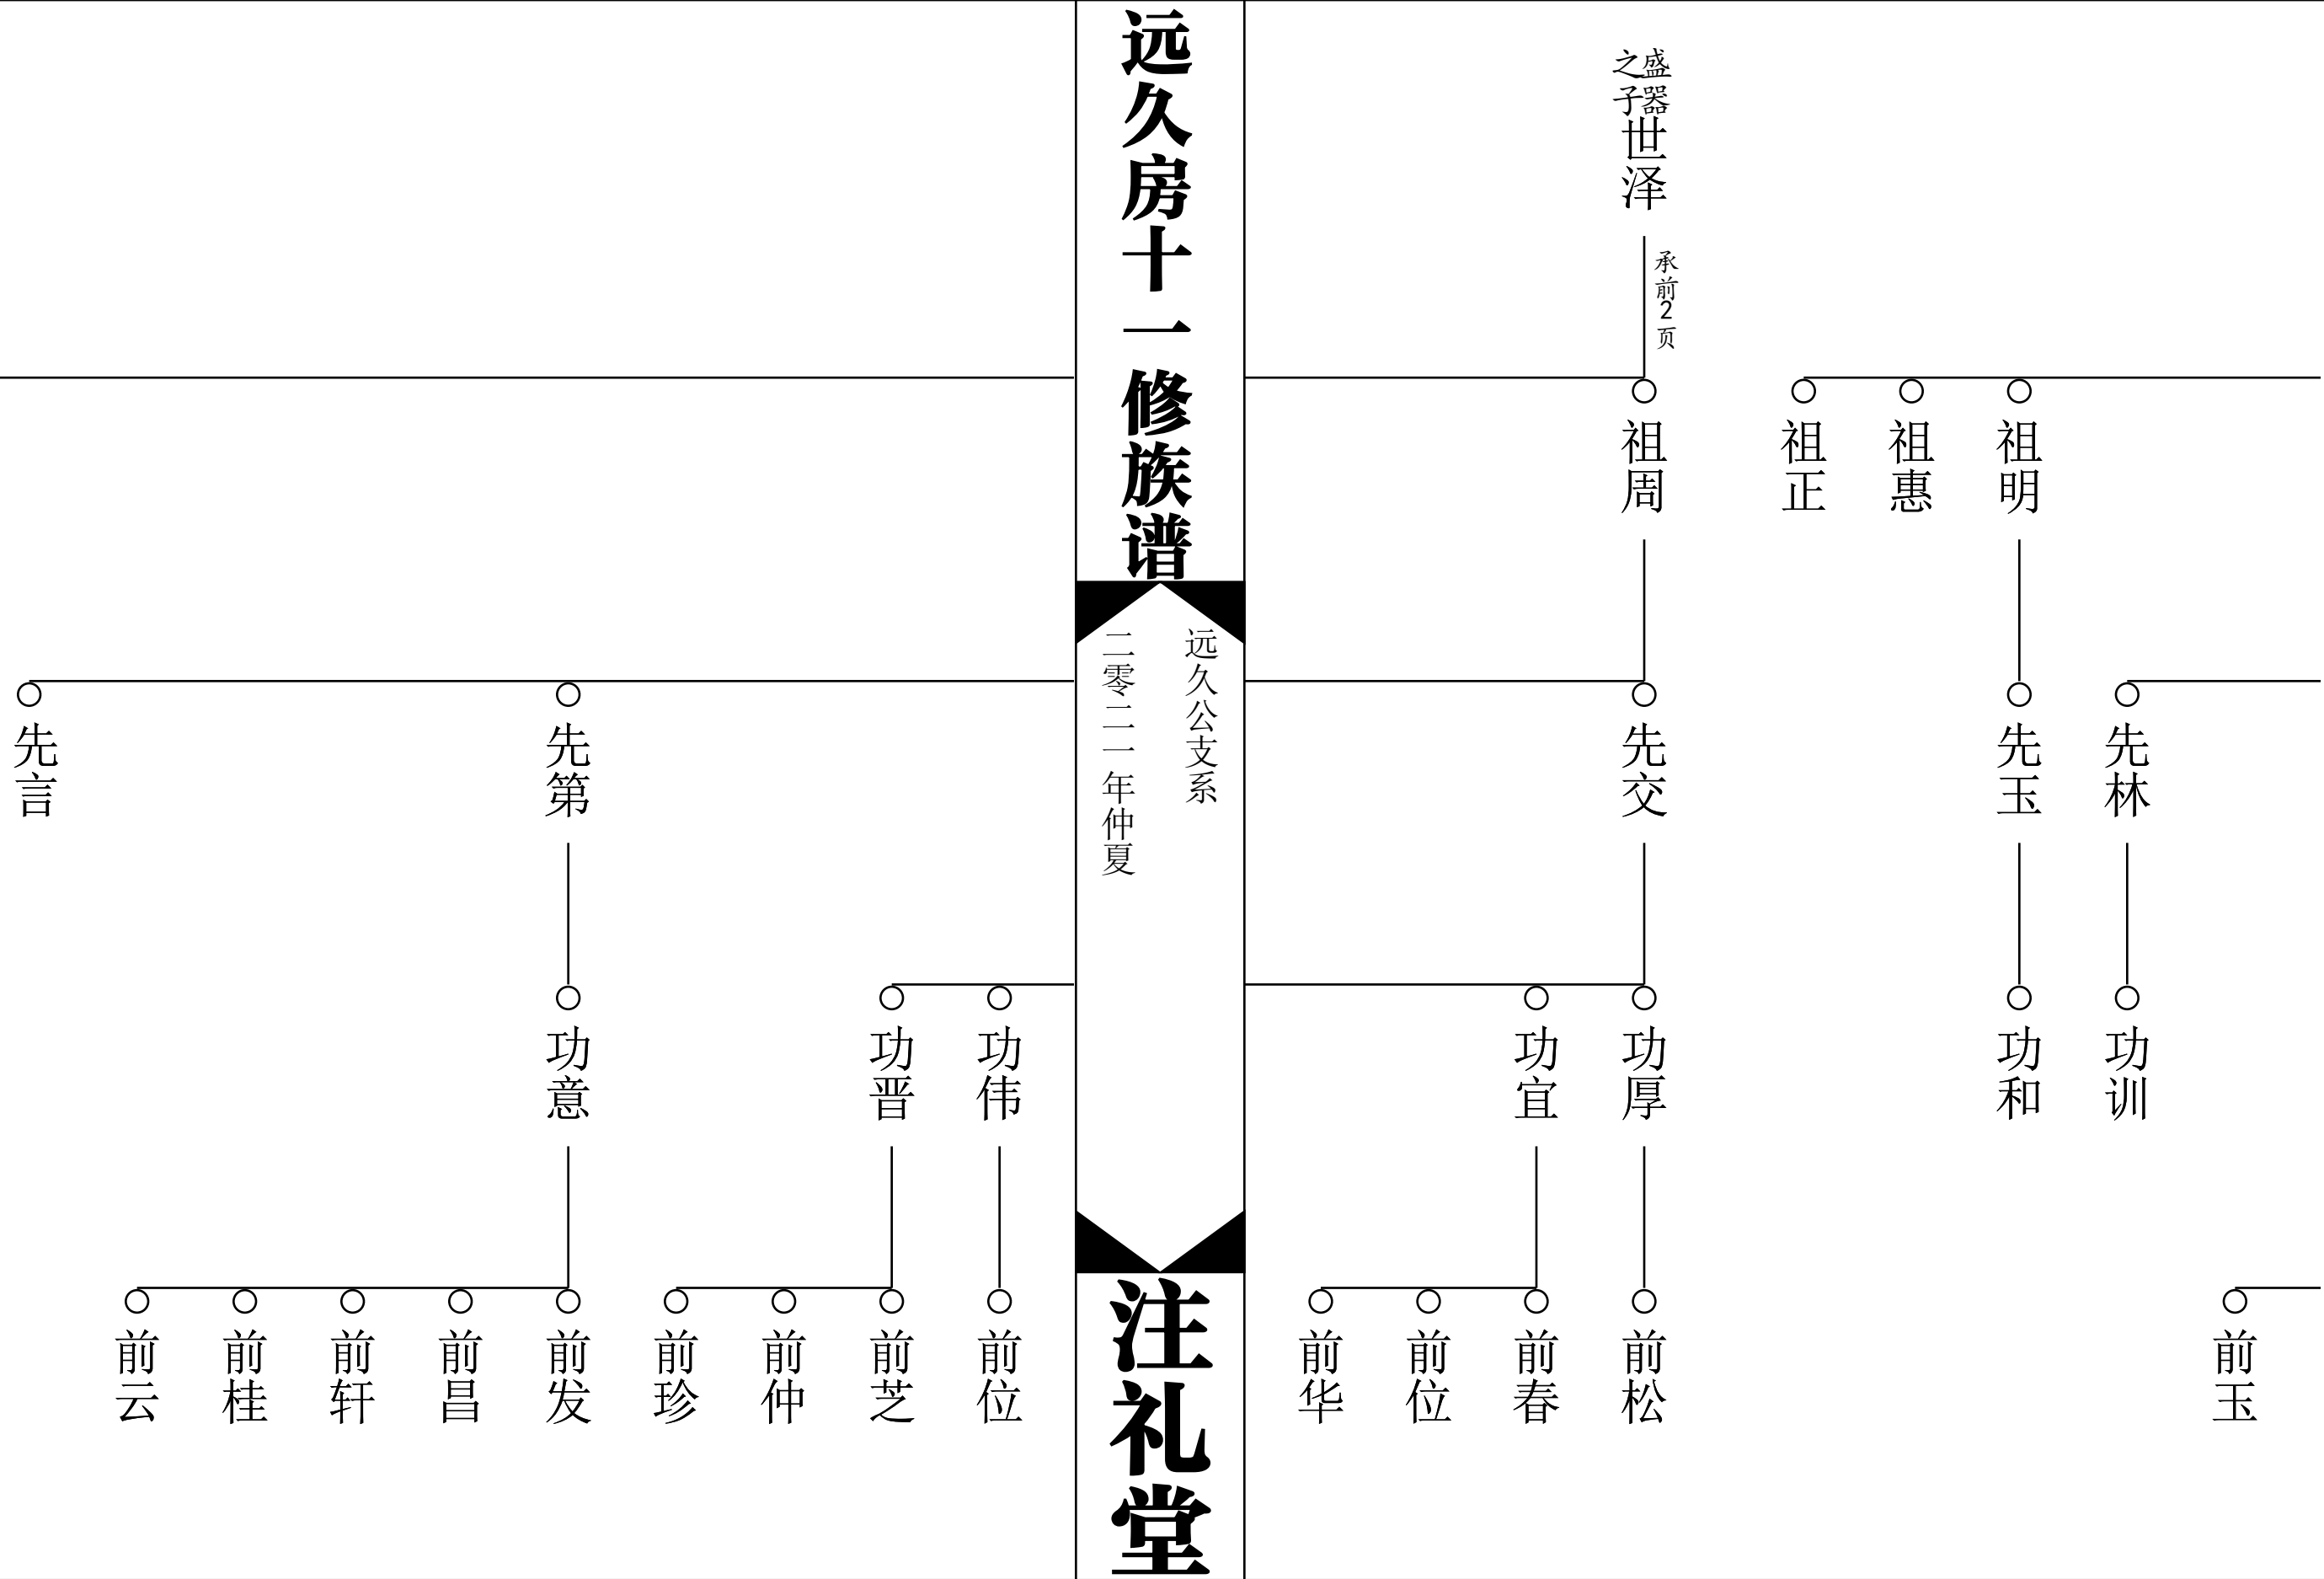 远久房十一修族谱
远久公支系
二零二一年仲夏
注礼堂
盛器之子
世泽
承前2页
祖明
祖惠
祖正
祖周
先林
先玉
先交
先第
先言
功训
功和
功厚
功宜
功伟
功晋
功意
前玉
前松
前春
前位
前华
前位
前芝
前仲
前珍
前发
前昌
前轩
前桂
前云